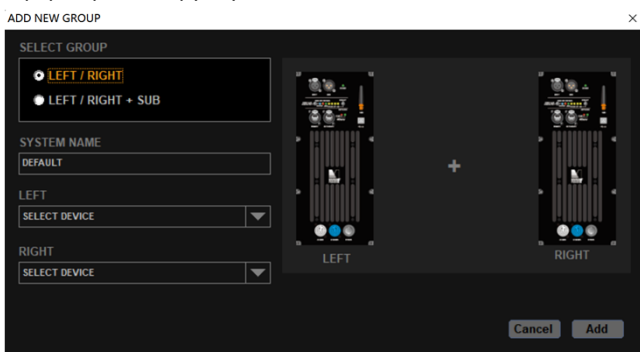 ADD NEW GROUP
SELECT GROUP
LEFT / RIGHT
LEFT / RIGHT + SUB
SYSTEM NAME
DEFAULT
LEFT
SELECT DEVICE
RIGHT
SELECT DEVICE
+
LEFT
RIGHT
Cancel
Add